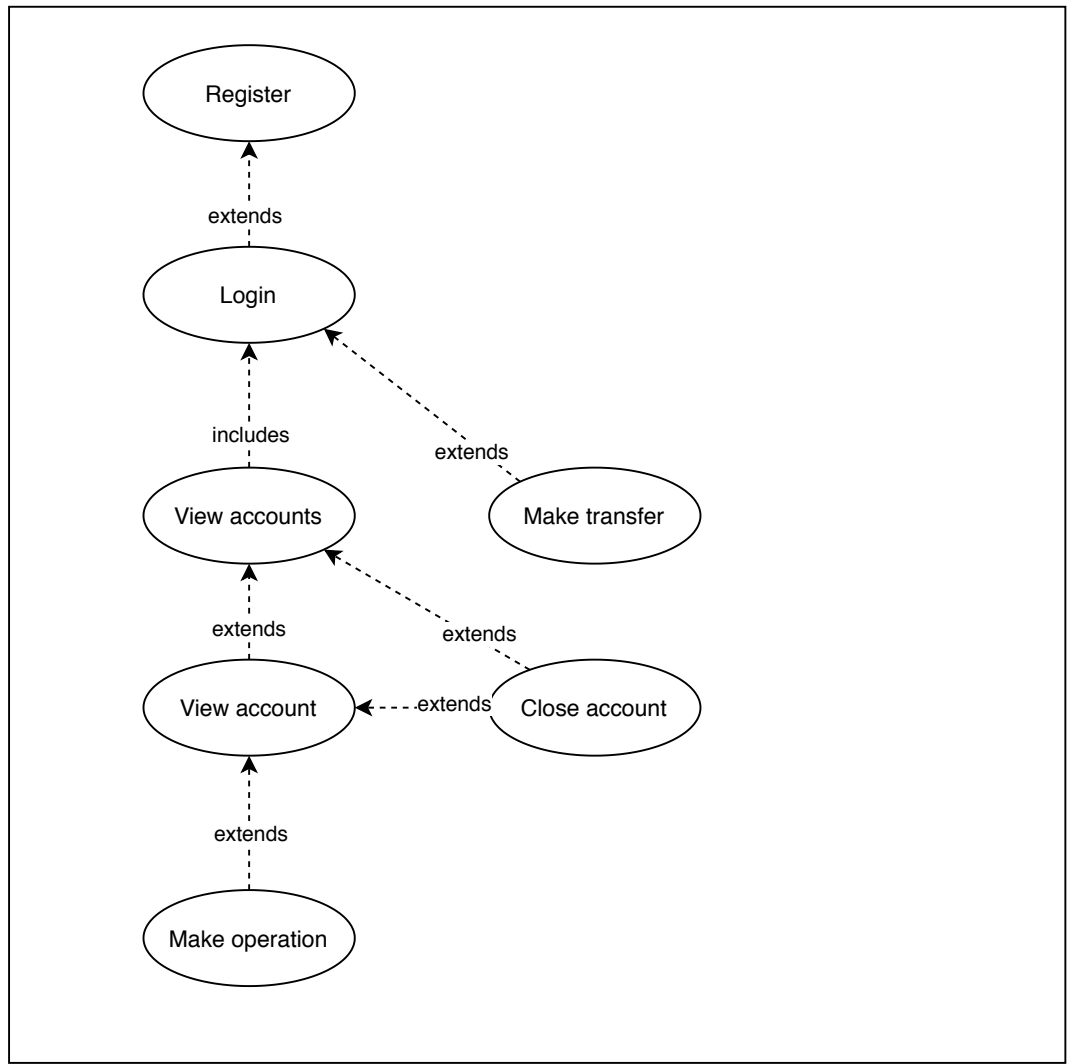 Register
extends
Login
includes
extends
View accounts
Make transfer
extends
extends
View account
extends
Close account
extends
Make operation